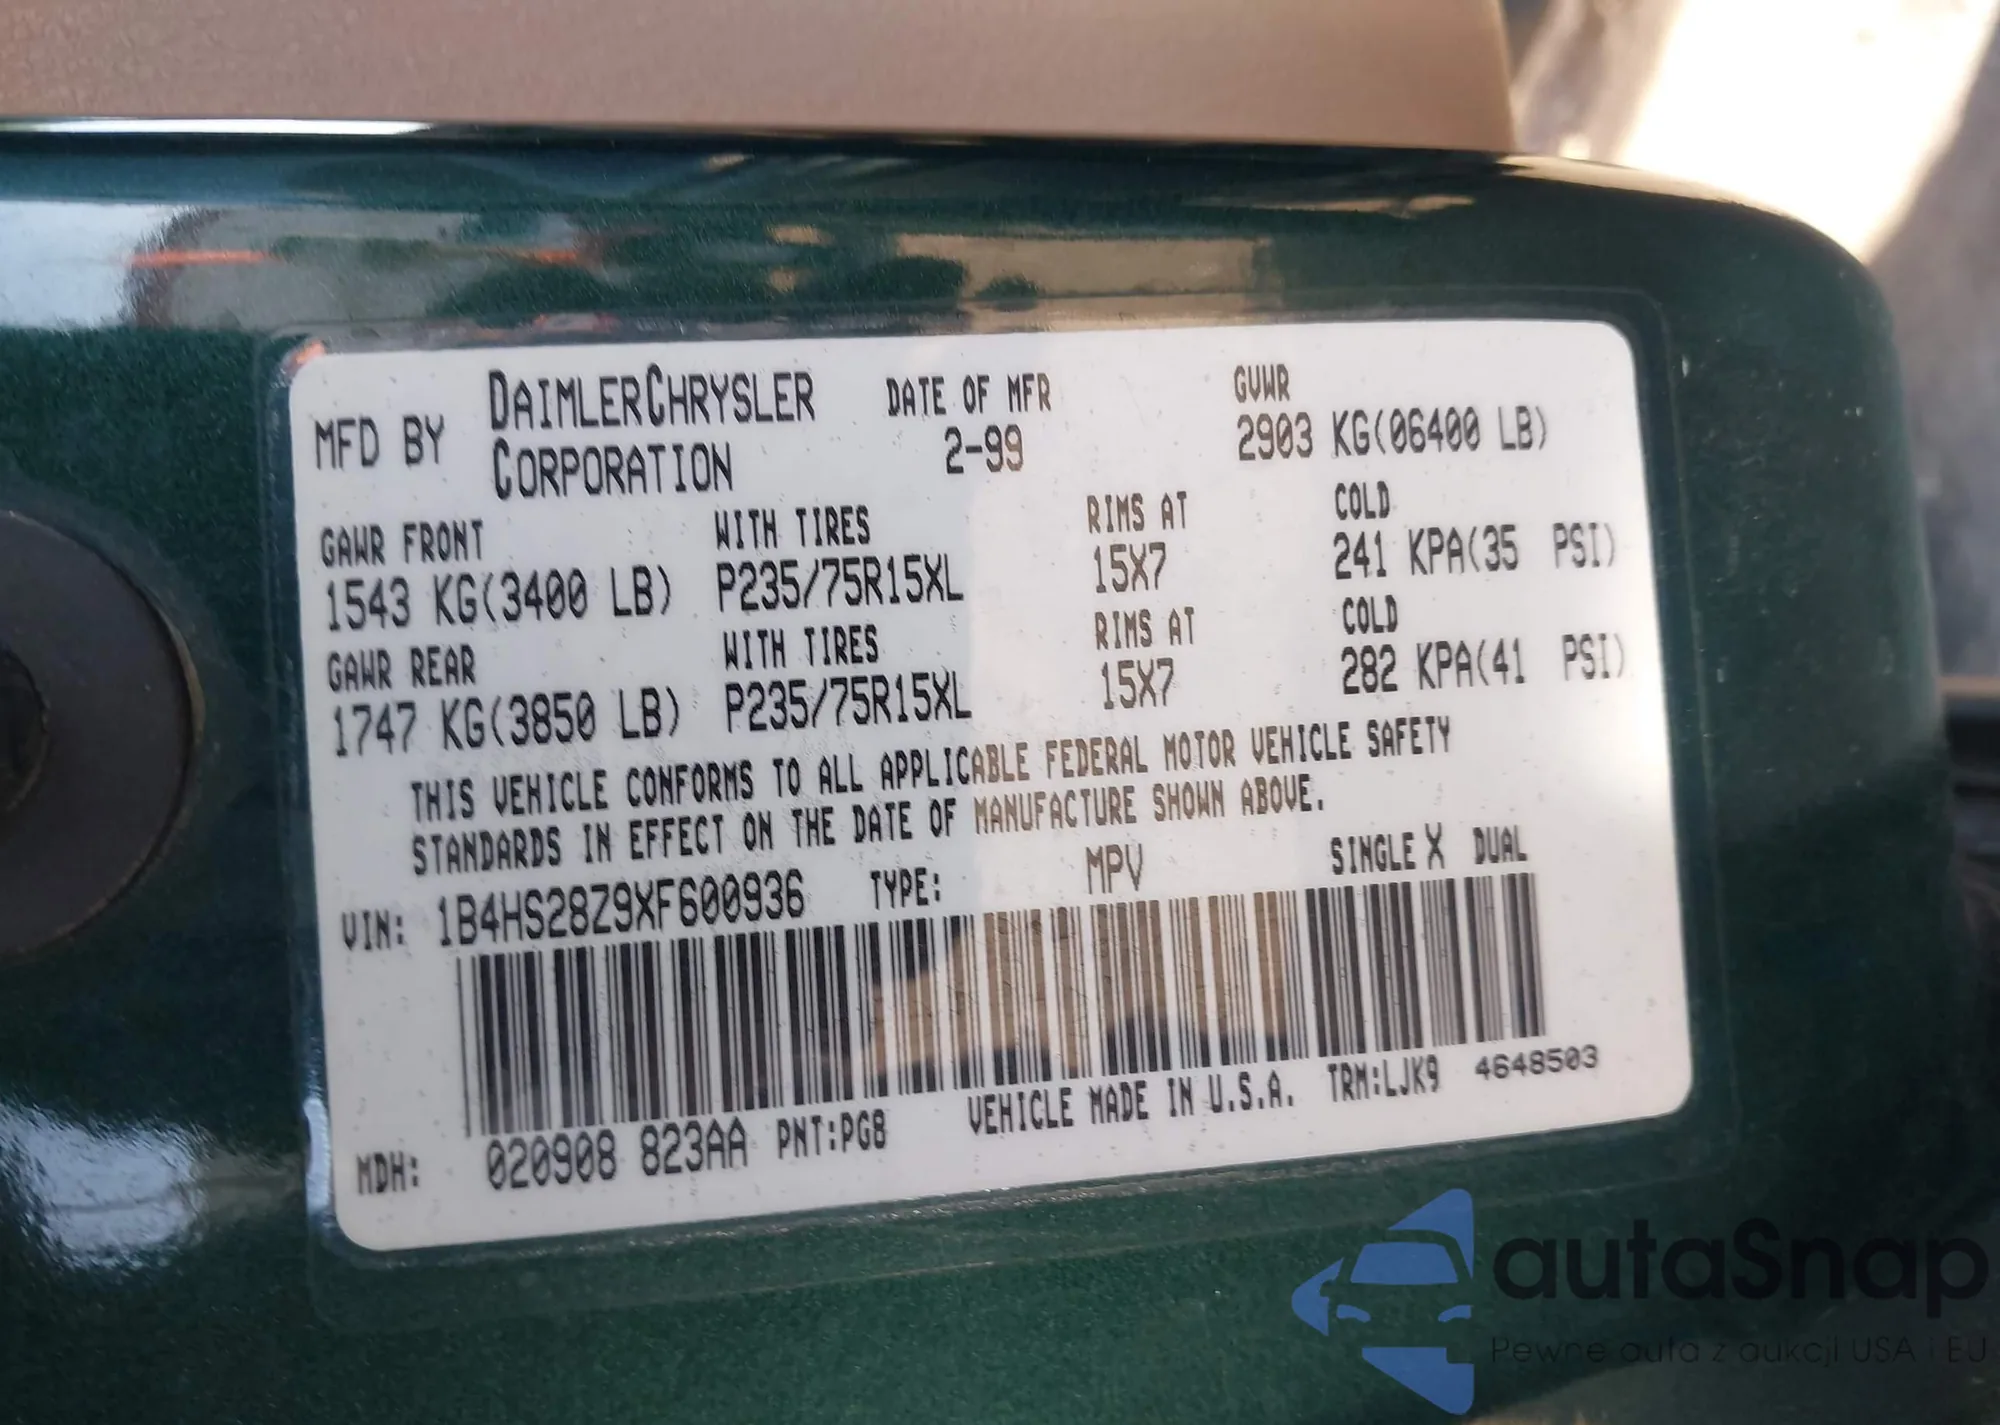 MFD BY DAIMLERCHRYSLER CORPORATION DATE OF MFR 2-99 GVWR 2903 KG(06400 LB)
GAWR FRONT WITH TIRES RIMS AT COLD
1543 KG(3400 LB) P235/75R15XL 15X7 241 KPA(35 PSI)
GAWR REAR WITH TIRES RIMS AT COLD
1747 KG(3850 LB) P235/75R15XL 15X7 282 KPA(41 PSI)
THIS VEHICLE CONFORMS TO ALL APPLICABLE FEDERAL MOTOR VEHICLE SAFETY
STANDARDS IN EFFECT ON THE DATE OF MANUFACTURE SHOWN ABOVE.
VIN: 1B4HS28Z9XF600936 TYPE: MPV SINGLE X DUAL
MDH: 020908 823AA PNT:PG8 VEHICLE MADE IN U.S.A. TRM:LJK9 4648503
autaSnap
Pewne auta z aukcji USA i EU